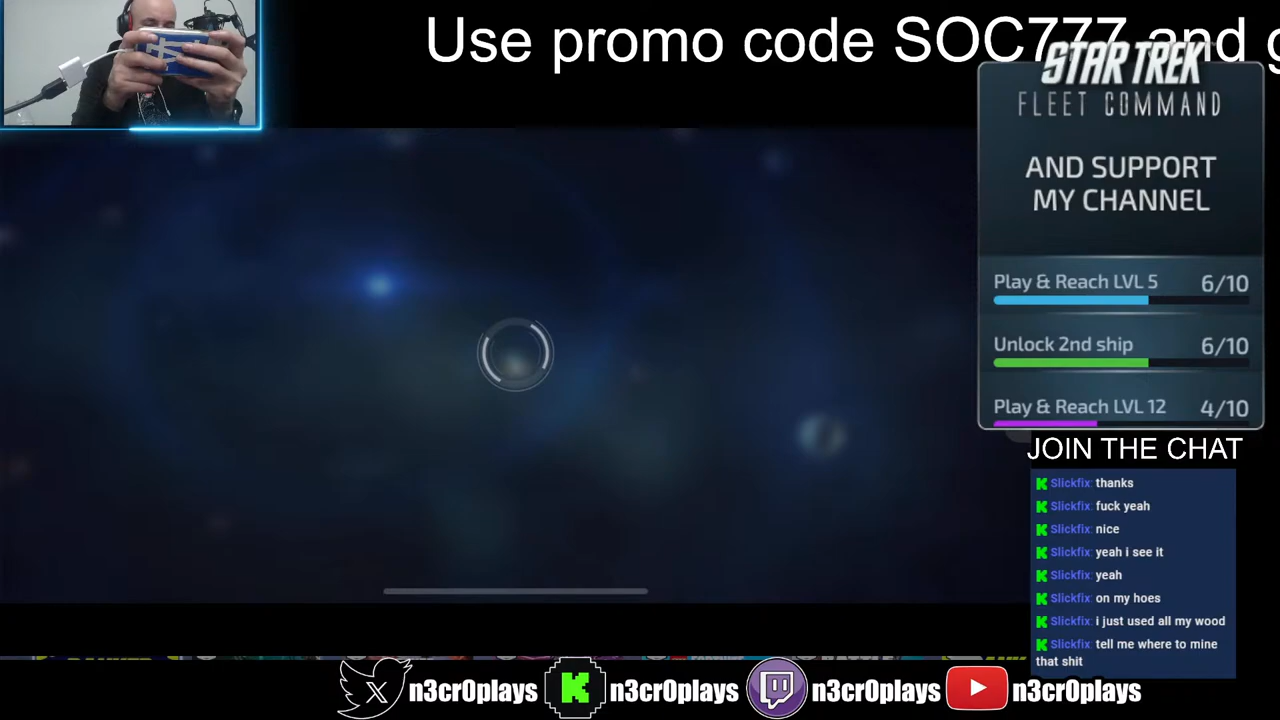 Use promo code SOC777 and g
STAR TREK
FLEET COMMAND
AND SUPPORT
MY CHANNEL
Play & Reach LVL 5 6/10
Unlock 2nd ship 6/10
Play & Reach LVL 12 4/10
JOIN THE CHAT
Slickfix: thanks
Slickfix: fuck yeah
Slickfix: nice
Slickfix: yeah i see it
Slickfix: yeah
Slickfix: on my hoes
Slickfix: i just used all my wood
Slickfix: tell me where to mine
that shit
n3cr0plays n3cr0plays n3cr0plays n3cr0plays